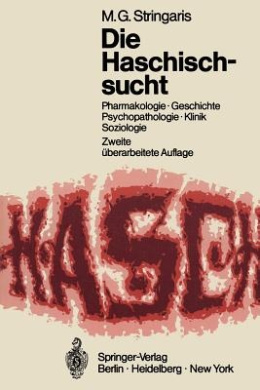 M. G. Stringaris
Die
Haschisch-
sucht
Pharmakologie · Geschichte
Psychopathologie · Klinik
Soziologie
Zweite
überarbeitete Auflage
HASCH
Springer-Verlag
Berlin · Heidelberg · New York